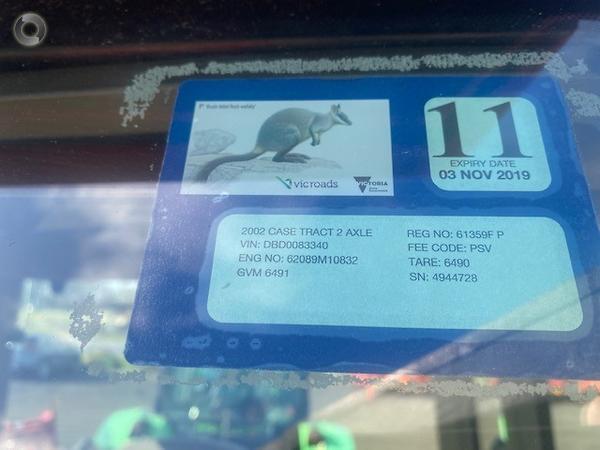 11
EXPIRY DATE
03 NOV 2019
vicroads
VICTORIA
2002 CASE TRACT 2 AXLE
VIN: DBD0083340
ENG NO: 62089M10832
GVM 6491
REG NO: 61359F P
FEE CODE: PSV
TARE: 6490
SN: 4944728